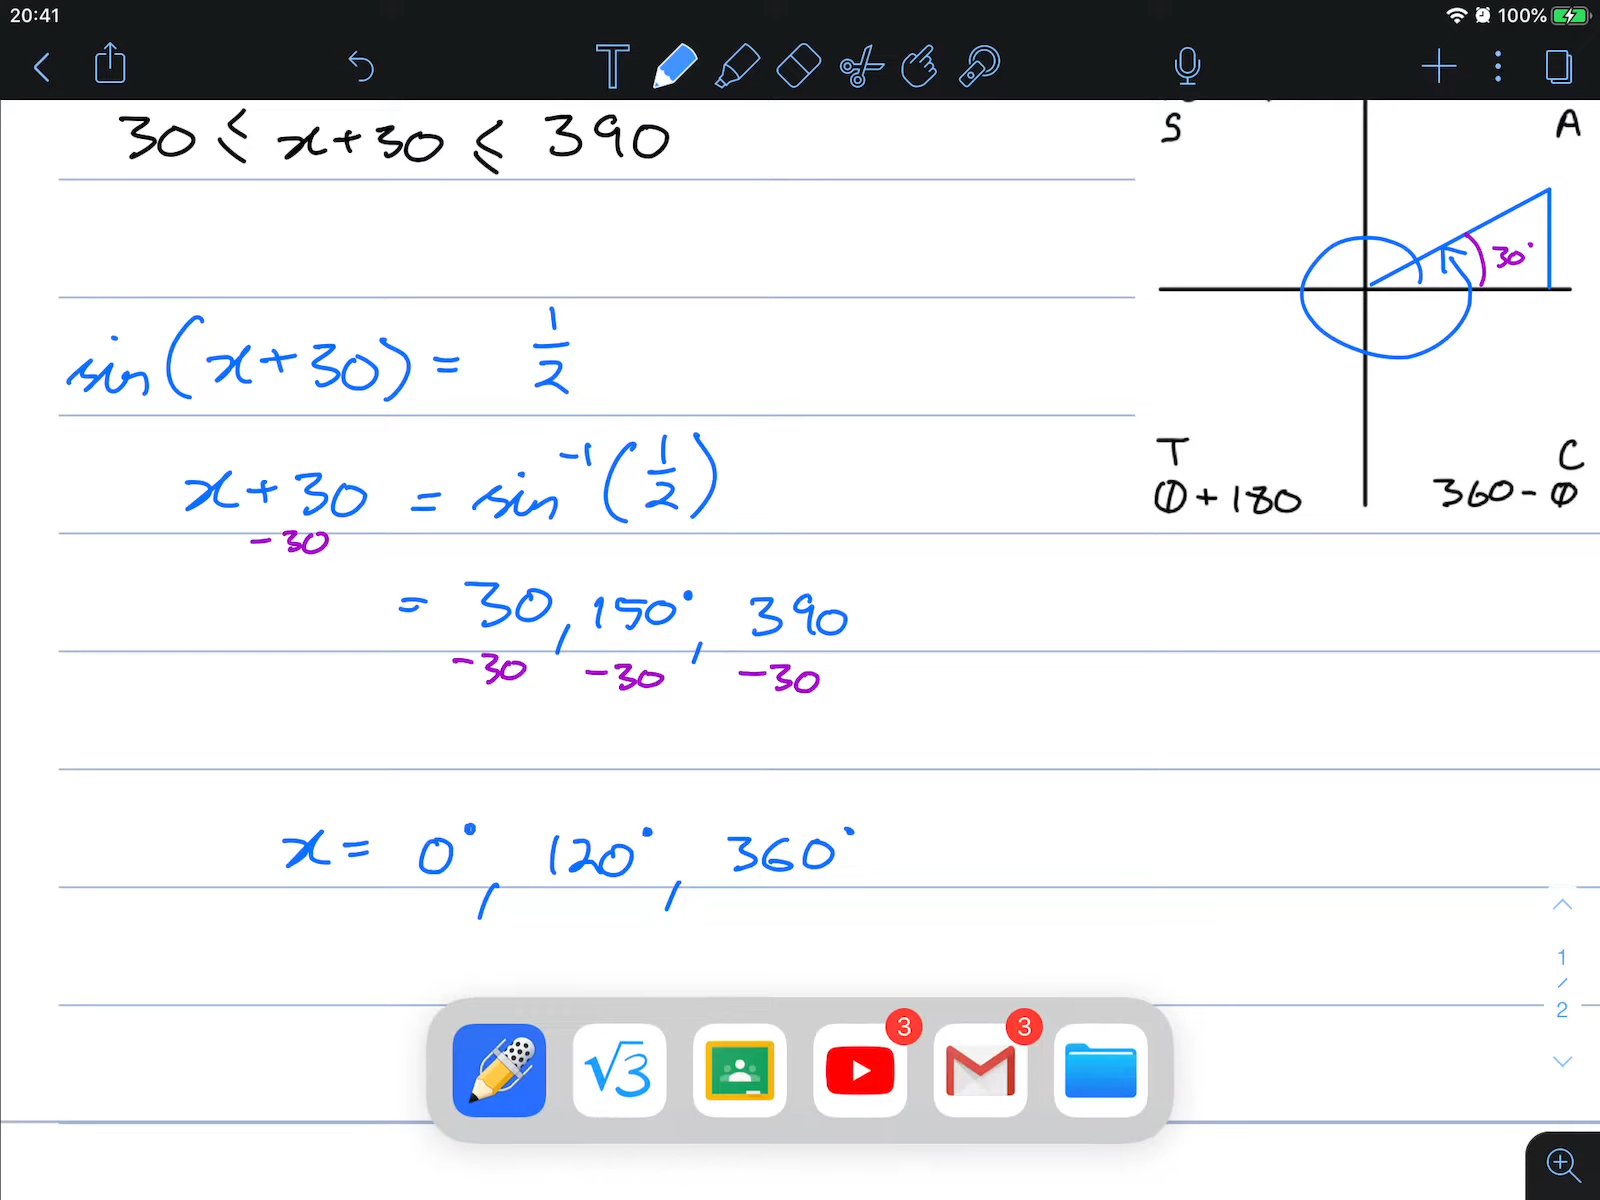 20:41 100%
T
30 ≤ x+30 ≤ 390
S A
30°
sin(x+30) = 1/2
x+30 = sin⁻¹(1/2)
-30
T C
θ+180 360-θ
= 30, 150°, 390
-30 -30 -30
x = 0°, 120°, 360°
1 / 2
3 3
√3